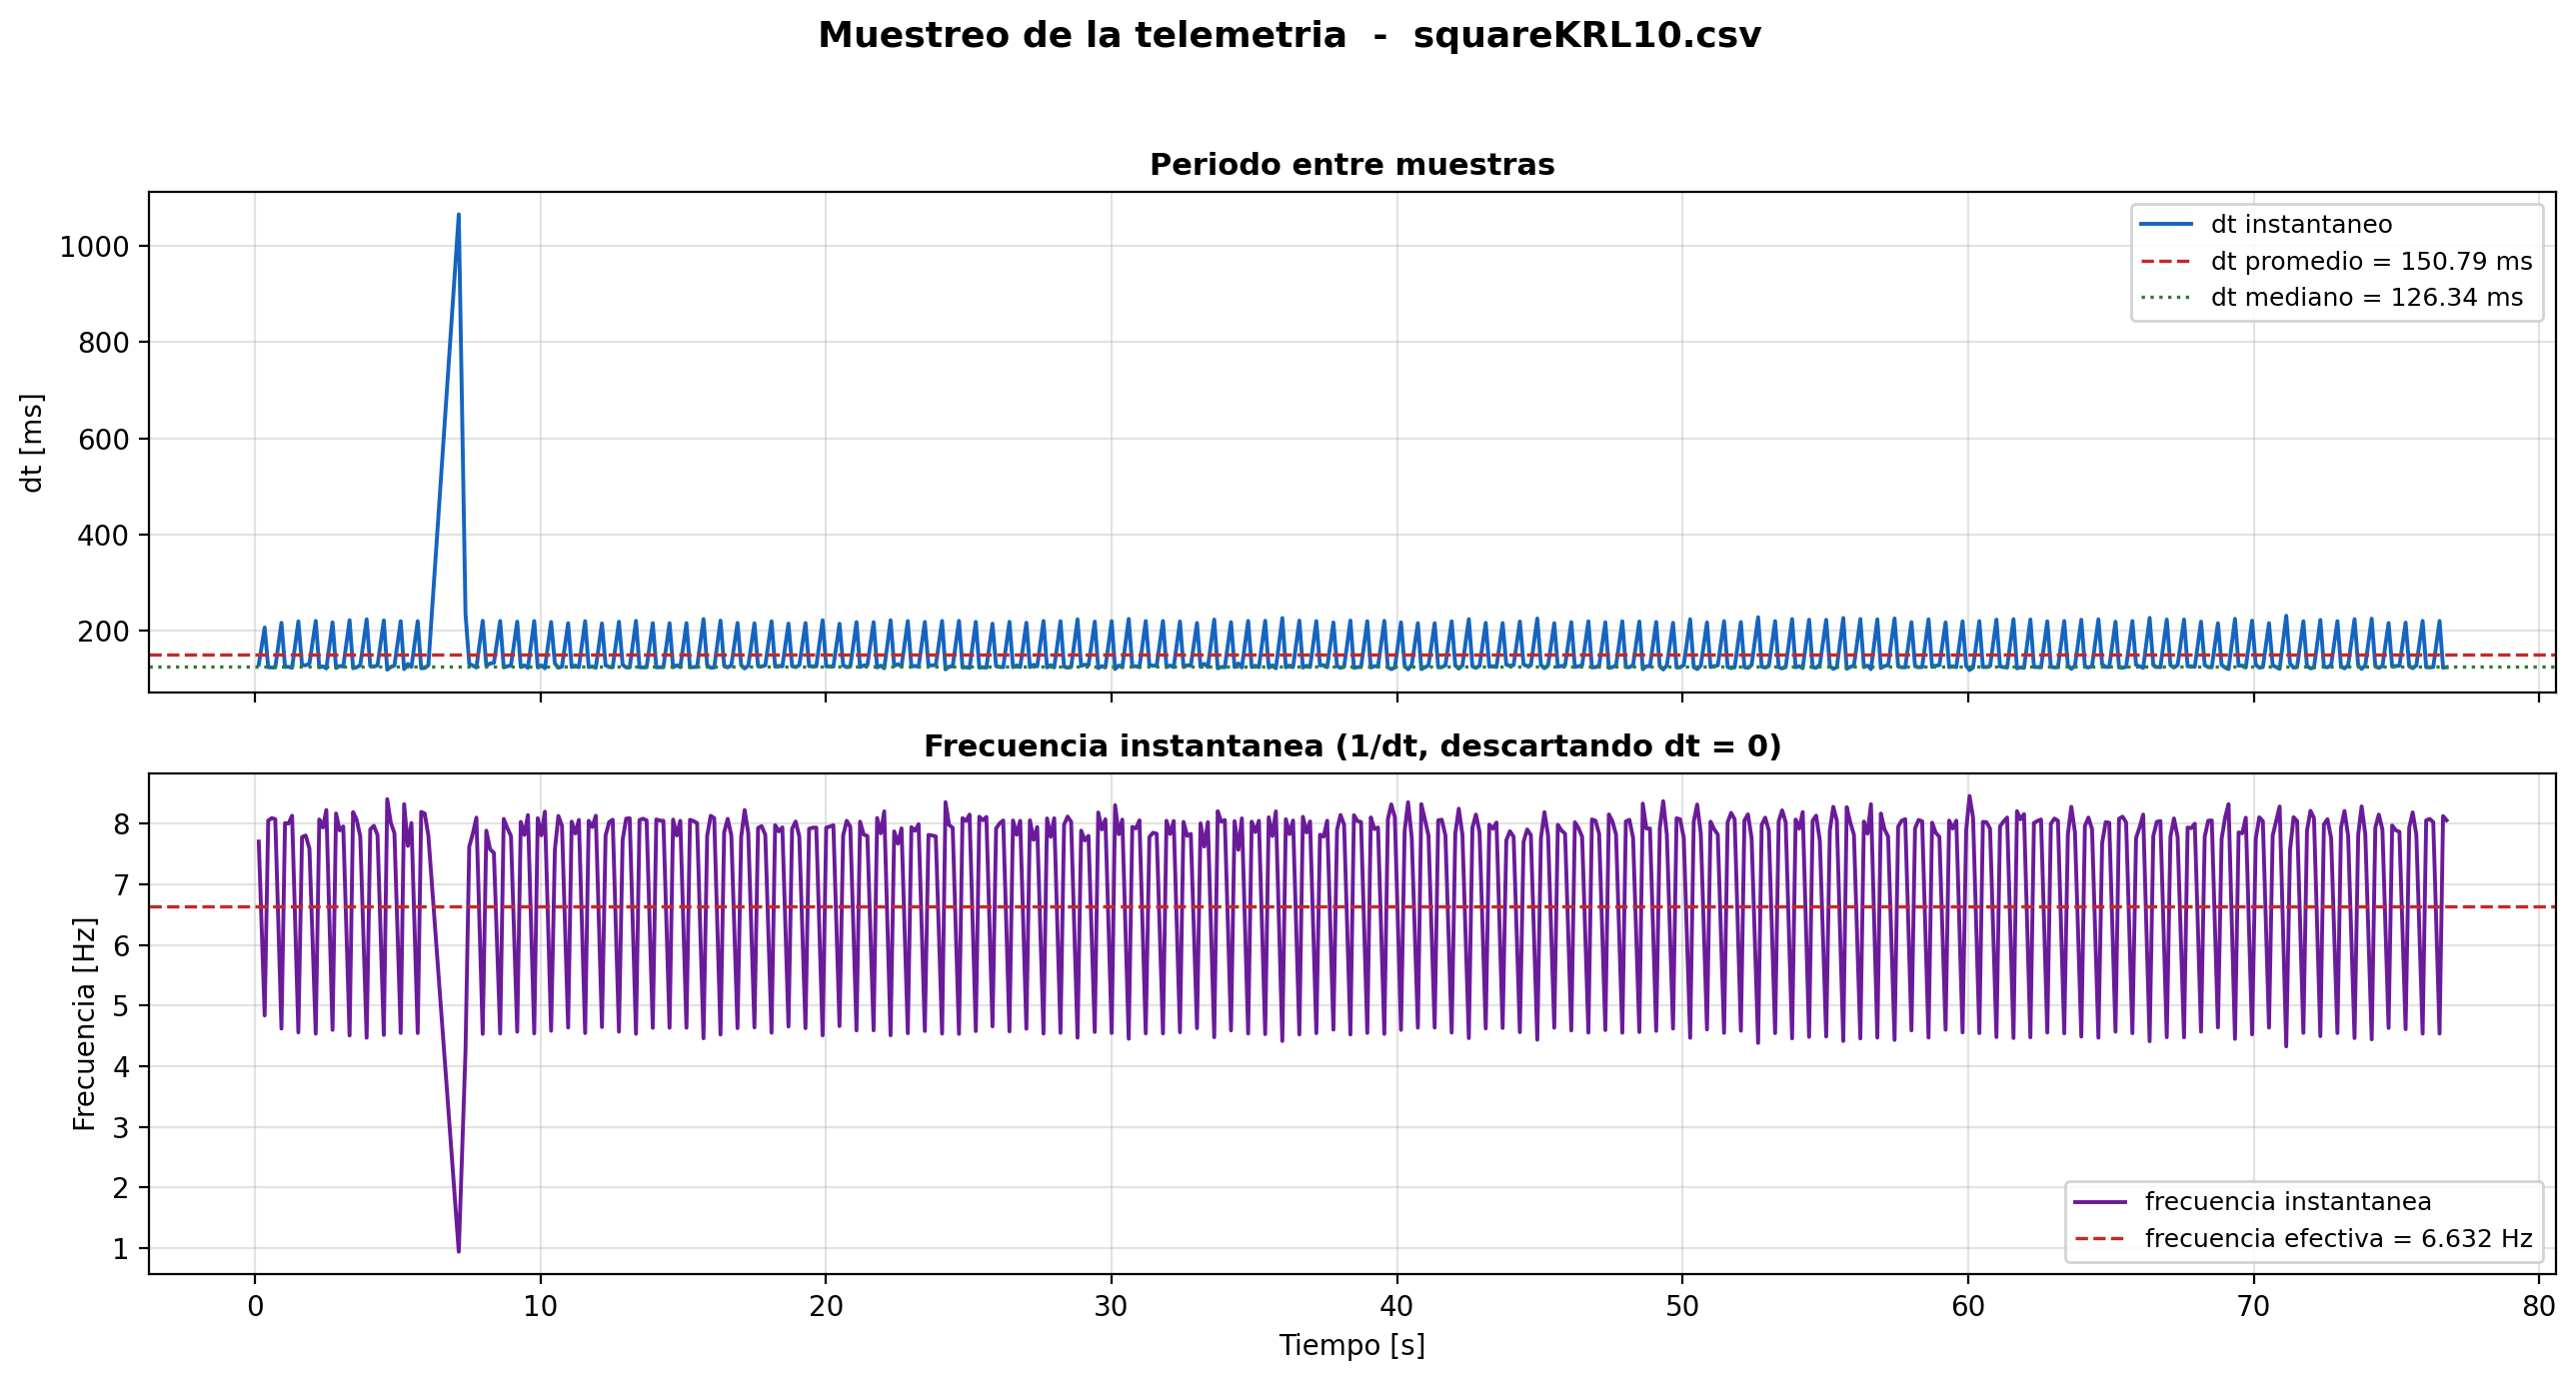 Muestreo de la telemetria - squareKRL10.csv
Periodo entre muestras
dt [ms]
1000
800
600
400
200
dt instantaneo
dt promedio = 150.79 ms
dt mediano = 126.34 ms
Frecuencia instantanea (1/dt, descartando dt = 0)
Frecuencia [Hz]
8
7
6
5
4
3
2
1
frecuencia instantanea
frecuencia efectiva = 6.632 Hz
0 10 20 30 40 50 60 70 80
Tiempo [s]